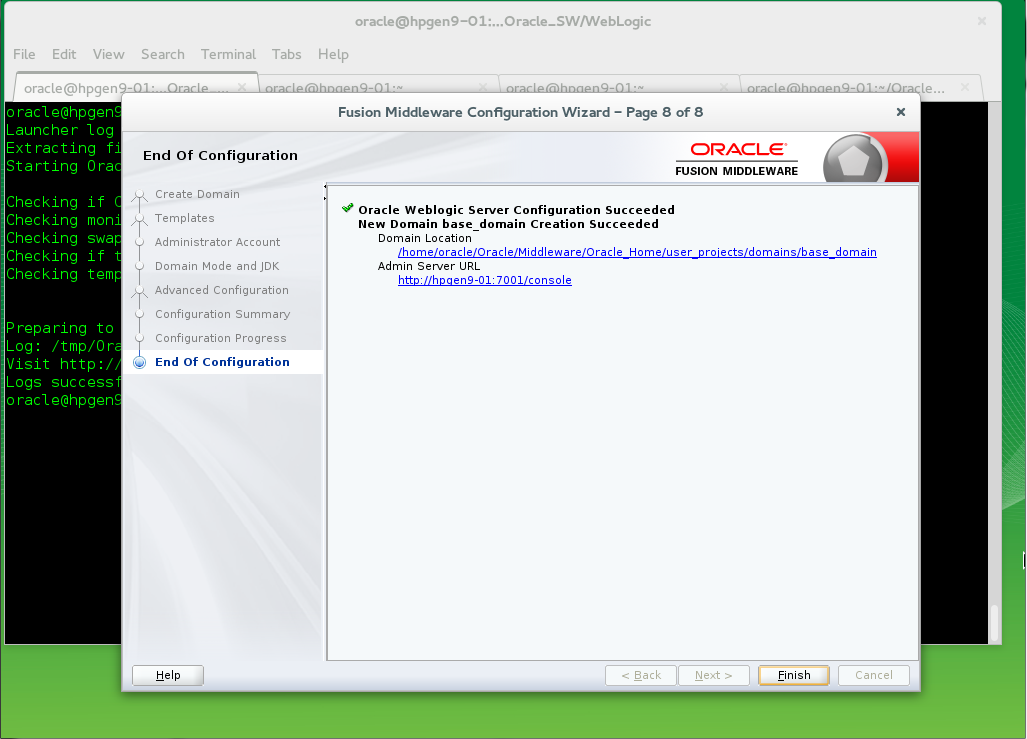 oracle@hpgen9-01:...Oracle_SW/WebLogic
File Edit View Search Terminal Tabs Help
oracle@hpgen9-01:...Oracle_... oracle@hpgen9-01:~ oracle@hpgen9-01:~ oracle@hpgen9-01:~/Oracle...
oracle@hpgen9
Launcher log
Extracting fi
Starting Orac
Checking if O
Checking moni
Checking swap
Checking if t
Checking temp
Preparing to
Log: /tmp/Ora
Visit http://
Logs successf
oracle@hpgen9
Fusion Middleware Configuration Wizard - Page 8 of 8
End Of Configuration
ORACLE
FUSION MIDDLEWARE
Create Domain
Templates
Administrator Account
Domain Mode and JDK
Advanced Configuration
Configuration Summary
Configuration Progress
End Of Configuration
Oracle Weblogic Server Configuration Succeeded
New Domain base_domain Creation Succeeded
Domain Location
/home/oracle/Oracle/Middleware/Oracle_Home/user_projects/domains/base_domain
Admin Server URL
http://hpgen9-01:7001/console
Help < Back Next > Finish Cancel